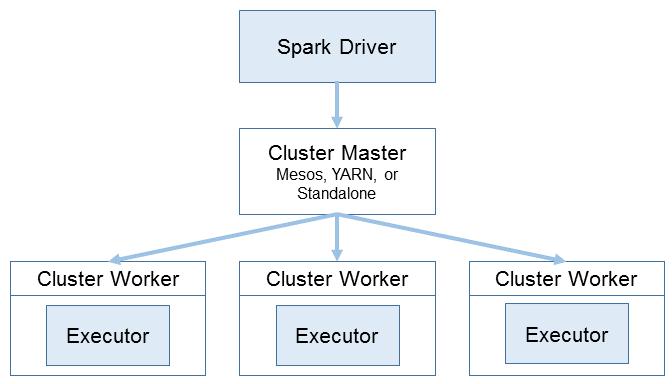 Spark Driver
Cluster Master
Mesos, YARN, or
Standalone
Cluster Worker
Cluster Worker
Cluster Worker
Executor
Executor
Executor